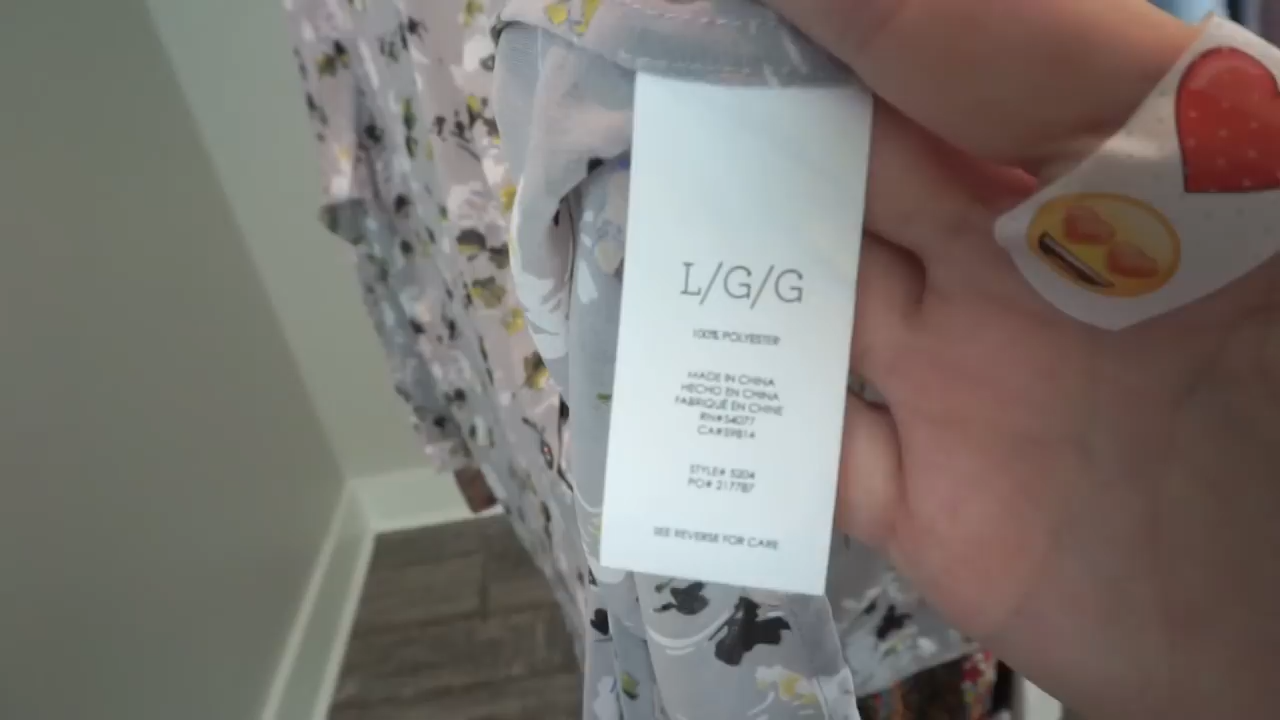 L/G/G
100% POLYESTER
MADE IN CHINA
HECHO EN CHINA
FABRIQUÉ EN CHINE
RN#54077
CA#39814
STYLE# 5204
PO# 217787
SEE REVERSE FOR CARE